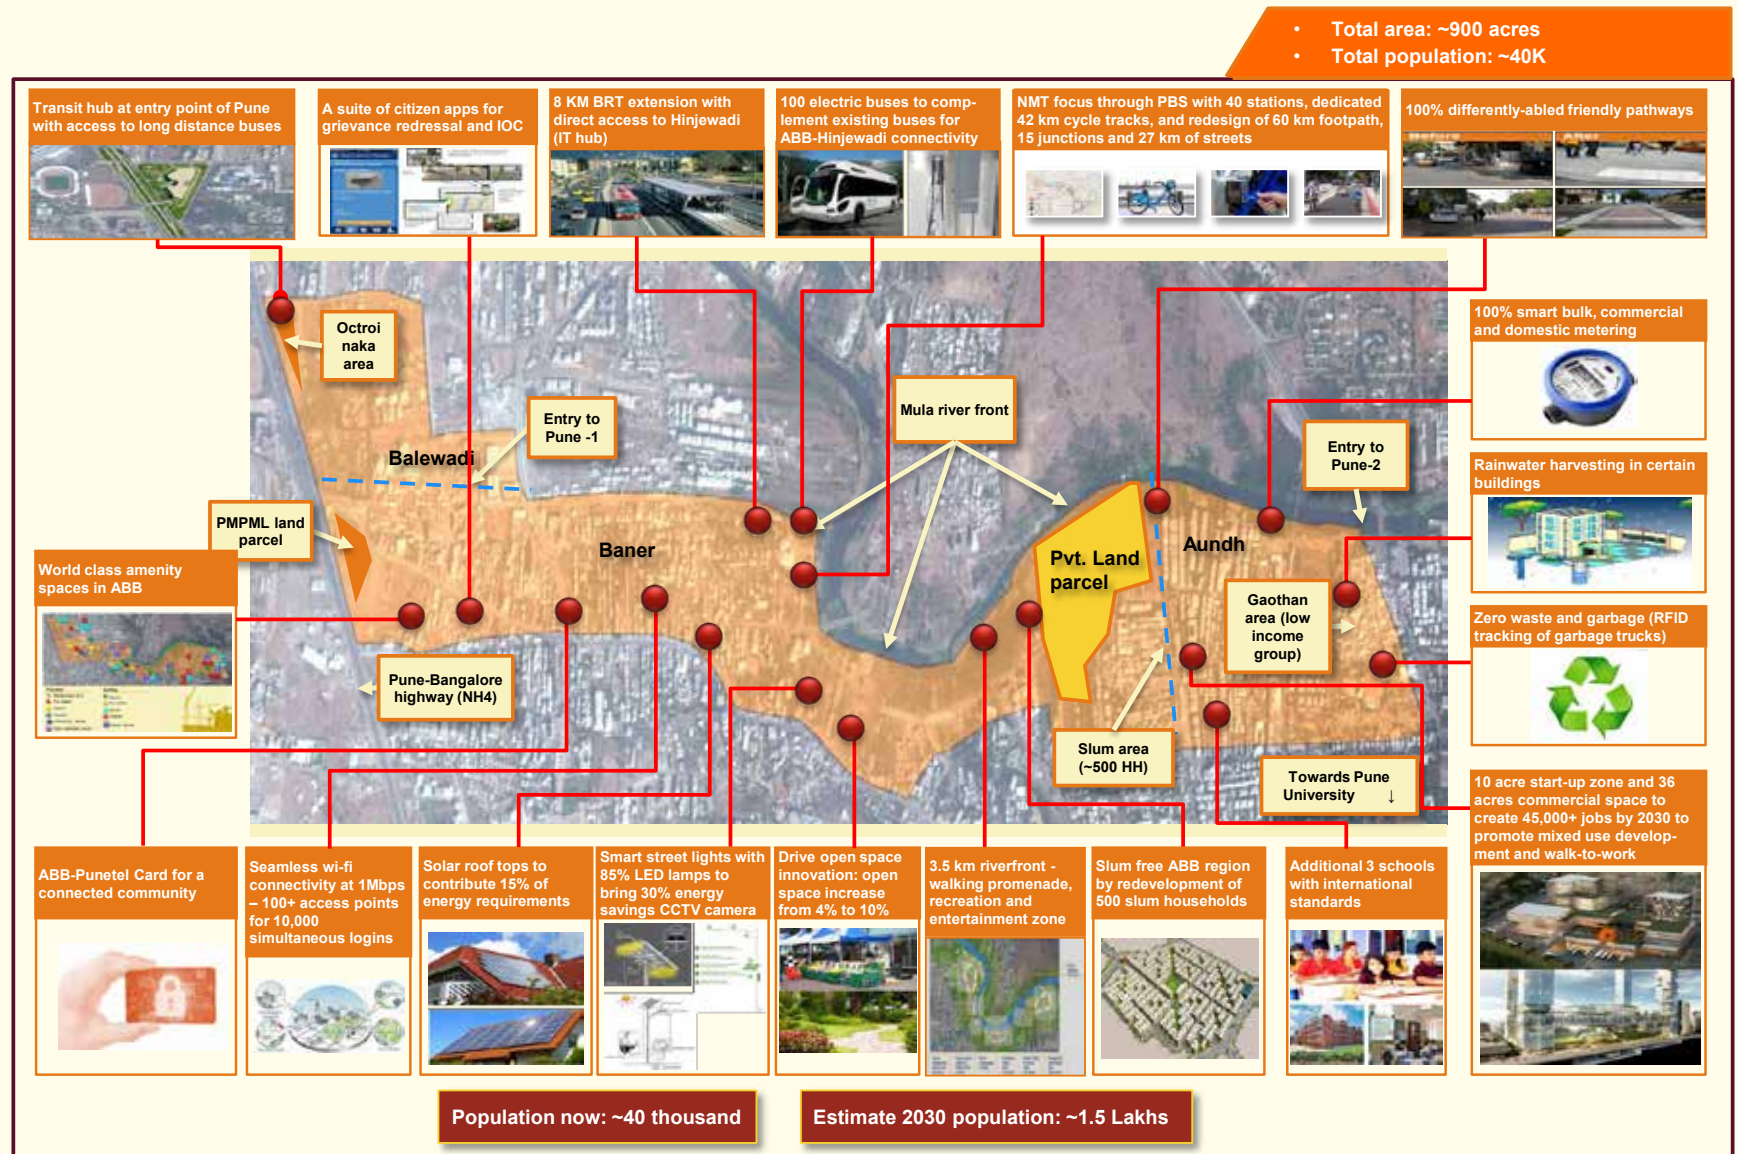 • Total area: ~900 acres
• Total population: ~40K
Transit hub at entry point of Pune
with access to long distance buses
A suite of citizen apps for
grievance redressal and IOC
8 KM BRT extension with
direct access to Hinjewadi
(IT hub)
100 electric buses to comp-
lement existing buses for
ABB-Hinjewadi connectivity
NMT focus through PBS with 40 stations, dedicated
42 km cycle tracks, and redesign of 60 km footpath,
15 junctions and 27 km of streets
100% differently-abled friendly pathways
Before
After
Octroi
naka
area
Entry to
Pune -1
Balewadi
Mula river front
Entry to
Pune-2
PMPML land
parcel
Baner
Pvt. Land
parcel
Aundh
Gaothan
area (low
income
group)
Pune-Bangalore
highway (NH4)
Slum area
(~500 HH)
Towards Pune
University ↓
100% smart bulk, commercial
and domestic metering
Rainwater harvesting in certain
buildings
Zero waste and garbage (RFID
tracking of garbage trucks)
10 acre start-up zone and 36
acres commercial space to
create 45,000+ jobs by 2030 to
promote mixed use develop-
ment and walk-to-work
World class amenity
spaces in ABB
ABB-Punetel Card for a
connected community
Seamless wi-fi
connectivity at 1Mbps
– 100+ access points
for 10,000
simultaneous logins
Solar roof tops to
contribute 15% of
energy requirements
Smart street lights with
85% LED lamps to
bring 30% energy
savings CCTV camera
Drive open space
innovation: open
space increase
from 4% to 10%
3.5 km riverfront -
walking promenade,
recreation and
entertainment zone
Slum free ABB region
by redevelopment of
500 slum households
Additional 3 schools
with international
standards
Population now: ~40 thousand
Estimate 2030 population: ~1.5 Lakhs